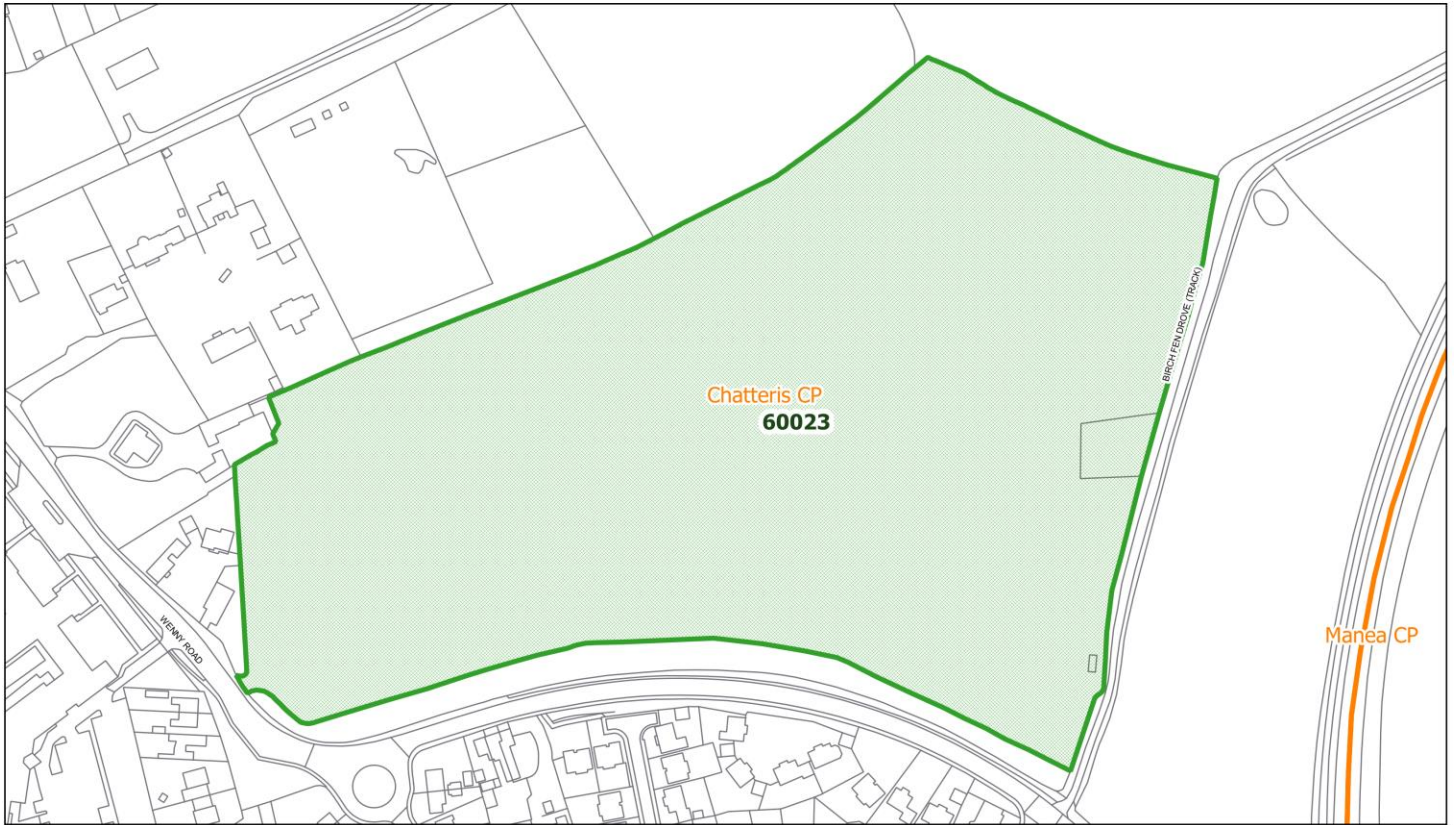 Chatteris CP
60023
BIRCH FEN DROVE (TRACK)
WENNY ROAD
Manea CP